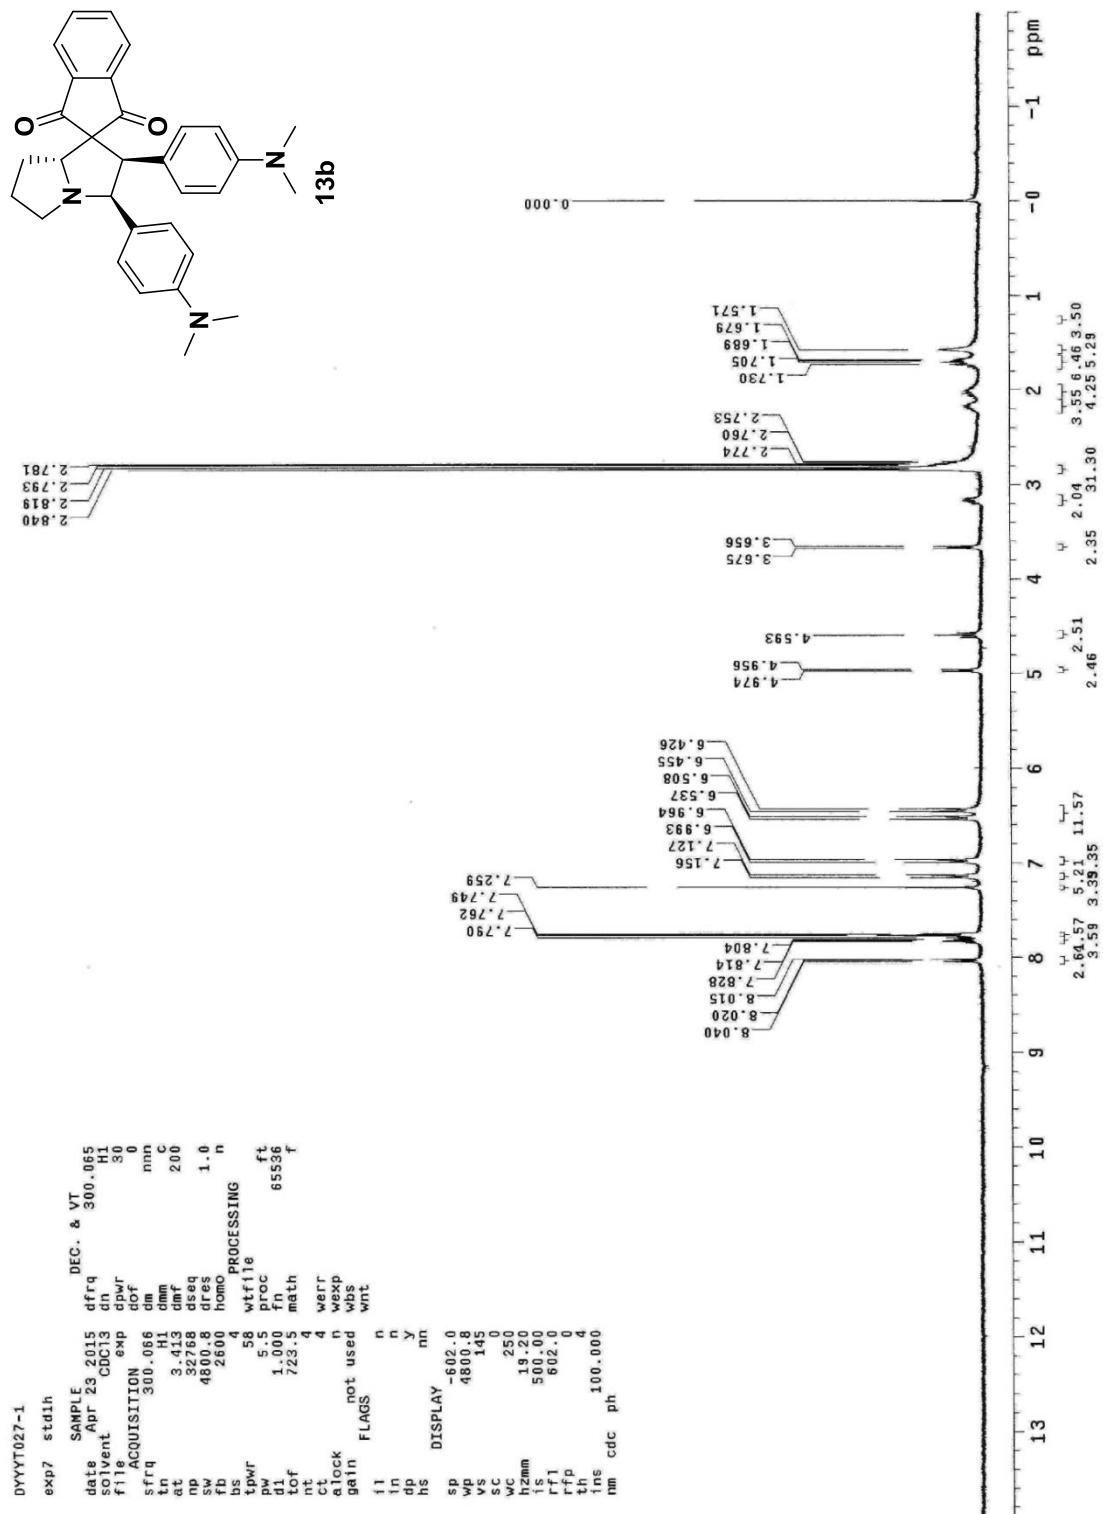 DYYYT027-1
exp7 std1h
SAMPLE
date Apr 23 2015
solvent CDCl3
file exp
ACQUISITION
sfrq 300.066
tn H1
at 3.413
np 32768
sw 4800.8
fb 2600
bs 4
tpwr 58
pw 5.5
d1 1.000
tof 723.5
nt 4
ct 4
alock n
gain not used
FLAGS
il n
in n
dp y
hs nn
DISPLAY
sp -602.0
wp 4800.8
vs 145
sc 0
wc 250
hzmm 19.20
is 500.00
rfl 602.0
rfp 0
th 4
ins 100.000
nm cdc ph
DEC. & VT
dfrq 300.065
dn H1
dpwr 30
dof 0
dm nnn
dmm c
dmf 200
dseq
dres 1.0
homo n
PROCESSING
wtfile
proc ft
fn 65536
math f
werr
wexp
wbs
wnt
O
O
N
N
N
13b
8.040
8.020
8.015
7.828
7.814
7.804
7.790
7.762
7.749
7.259
7.156
7.127
6.993
6.964
6.537
6.508
6.455
6.426
4.974
4.956
4.593
3.675
3.656
2.840
2.819
2.793
2.781
2.774
2.760
2.753
1.730
1.705
1.689
1.679
1.571
0.000
13 12 11 10 9 8 7 6 5 4 3 2 1 -0 -1 ppm
5.21 11.57 2.46 2.51 2.35 2.04 31.30 3.55 4.25 6.46 5.29 3.50
3.59